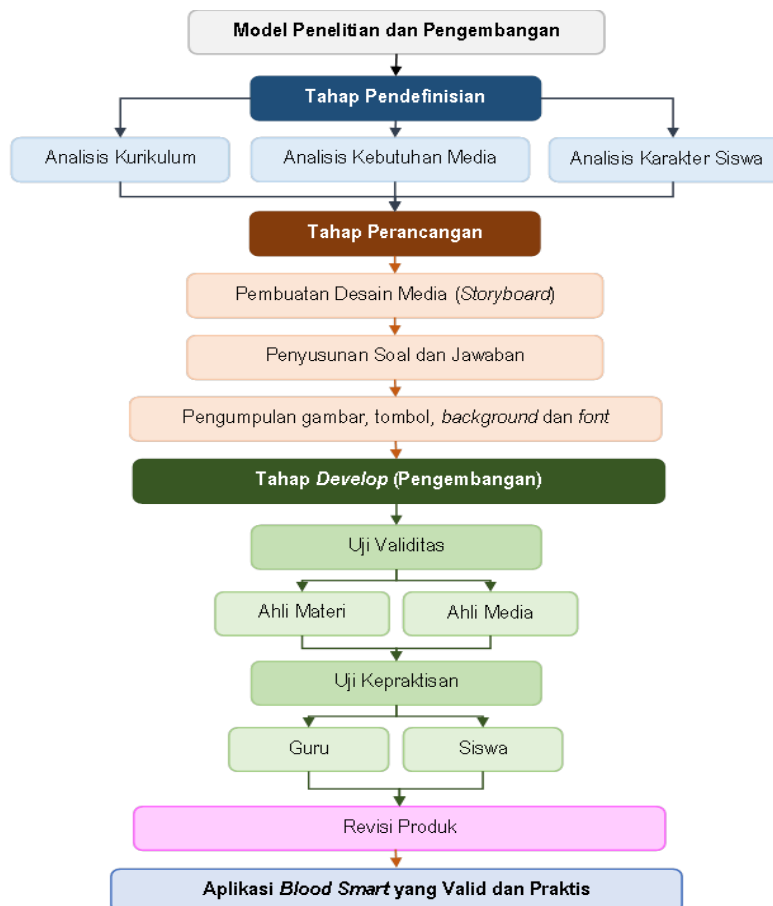 Model Penelitian dan Pengembangan
Tahap Pendefinisian
Analisis Kurikulum
Analisis Kebutuhan Media
Analisis Karakter Siswa
Tahap Perancangan
Pembuatan Desain Media (Storyboard)
Penyusunan Soal dan Jawaban
Pengumpulan gambar, tombol, background dan font
Tahap Develop (Pengembangan)
Uji Validitas
Ahli Materi
Ahli Media
Uji Kepraktisan
Guru
Siswa
Revisi Produk
Aplikasi Blood Smart yang Valid dan Praktis